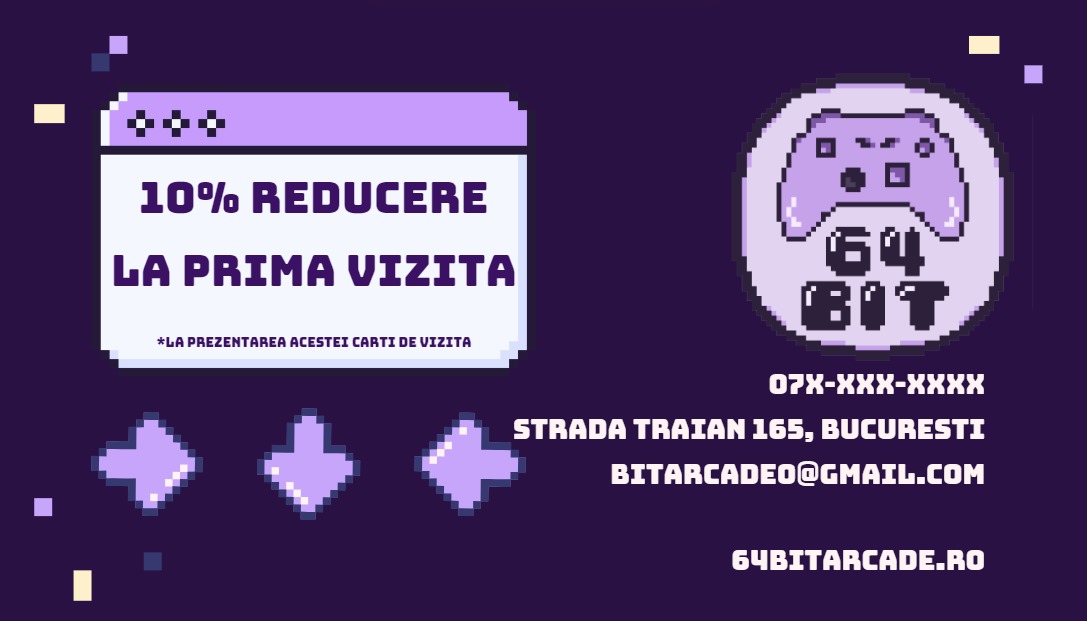 10% REDUCERE
LA PRIMA VIZITA
*LA PREZENTAREA ACESTEI CARTI DE VIZITA
64
BIT
07X-XXX-XXXX
STRADA TRAIAN 165, BUCURESTI
BITARCADEO@GMAIL.COM
64BITARCADE.RO